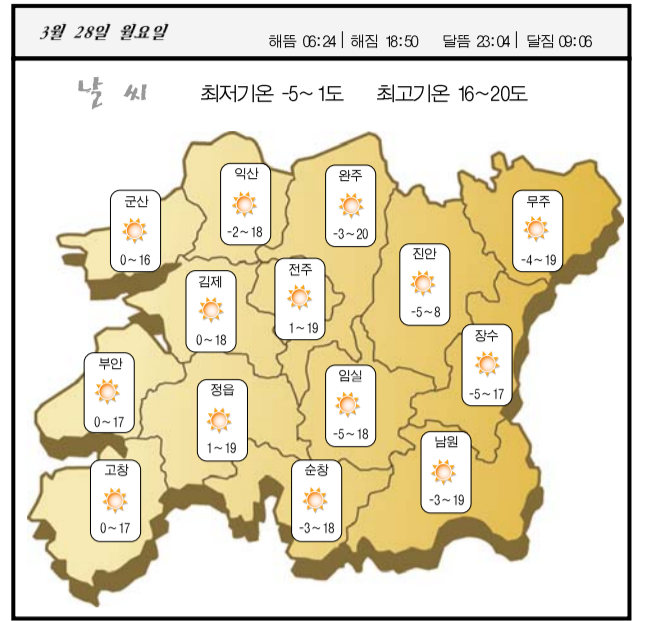 3월 28일 월요일
해뜸 06:24 | 해짐 18:50 달뜸 23:04 | 달짐 09:06
날 씨 최저기온 -5~1도 최고기온 16~20도
익산
-2~18
완주
-3~20
군산
0~16
무주
-4~19
진안
-5~8
전주
1~19
김제
0~18
장수
-5~17
부안
0~17
임실
-5~18
정읍
1~19
남원
-3~19
고창
0~17
순창
-3~18